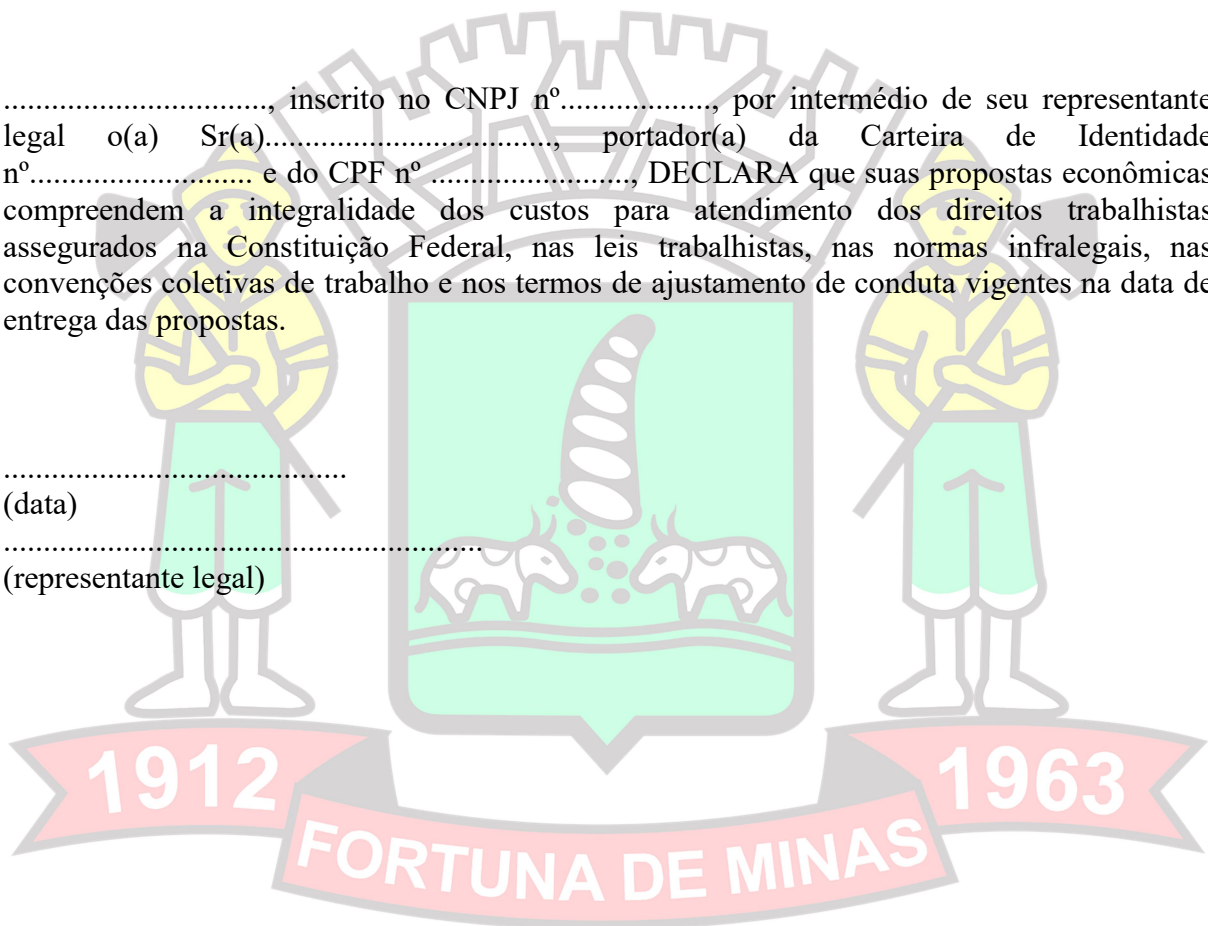 ..............................., inscrito no CNPJ nº..................., por intermédio de seu representante
legal o(a) Sr(a)...................................., portador(a) da Carteira de Identidade
nº............................ e do CPF nº ........................., DECLARA que suas propostas econômicas
compreendem a integralidade dos custos para atendimento dos direitos trabalhistas
assegurados na Constituição Federal, nas leis trabalhistas, nas normas infralegais, nas
convenções coletivas de trabalho e nos termos de ajustamento de conduta vigentes na data de
entrega das propostas.
...........................................
(data)
............................................................
(representante legal)
1912
1963
FORTUNA DE MINAS